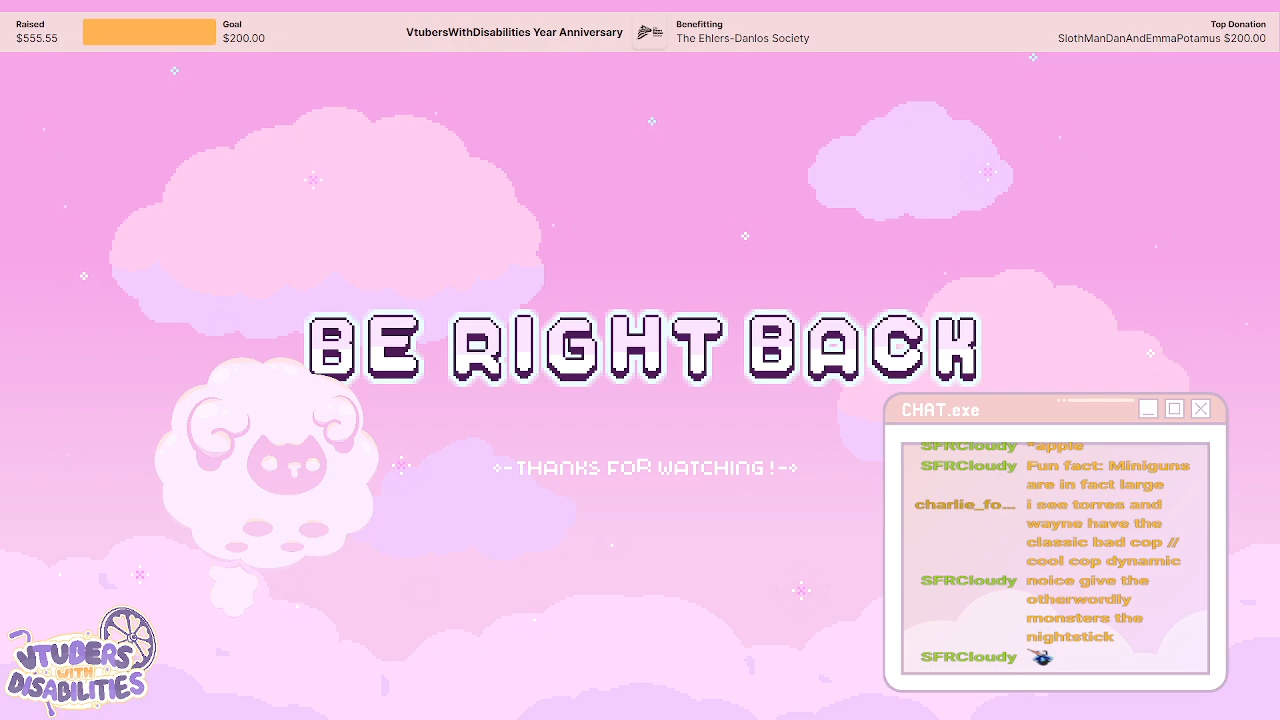 Raised
$555.55
Goal
$200.00
VtubersWithDisabilities Year Anniversary
Benefitting
The Ehlers-Danlos Society
Top Donation
SlothManDanAndEmmaPotamus $200.00
BE RIGHT BACK
-THANKS FOR WATCHING!-
CHAT.exe
SFRCloudy *apple
SFRCloudy Fun fact: Miniguns
are in fact large
charlie_fo... i see torres and
wayne have the
classic bad cop //
cool cop dynamic
SFRCloudy noice give the
otherwordly
monsters the
nightstick
SFRCloudy
VTUBERS
WITH
DISABILITIES